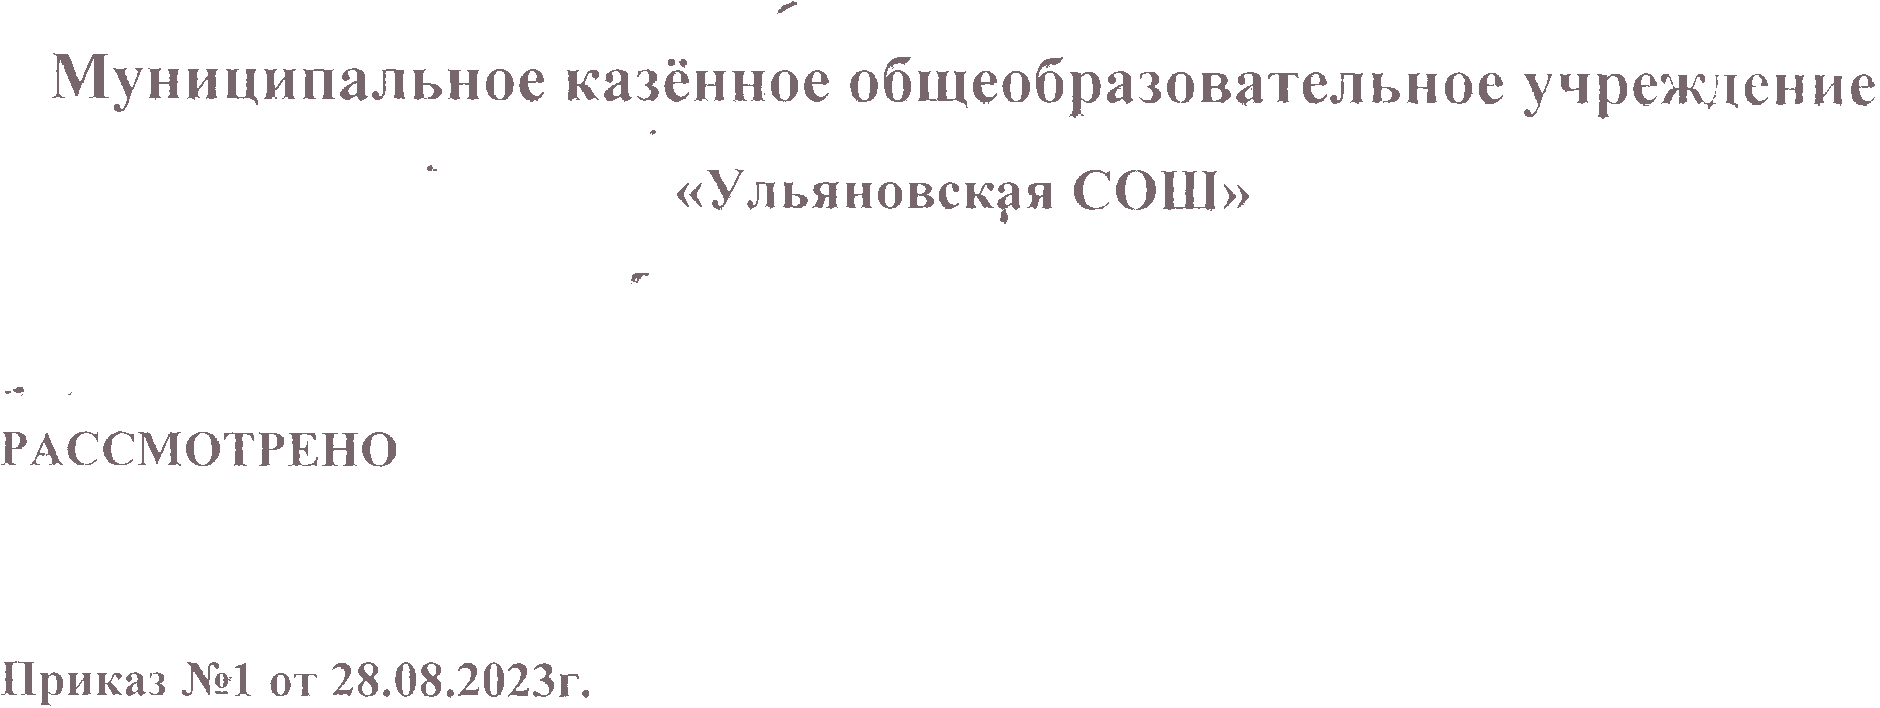 Муниципальное казённое общеобразовательное учреждение
«Ульяновская СОШ»
РАССМОТРЕНО
Приказ №1 от 28.08.2023г.